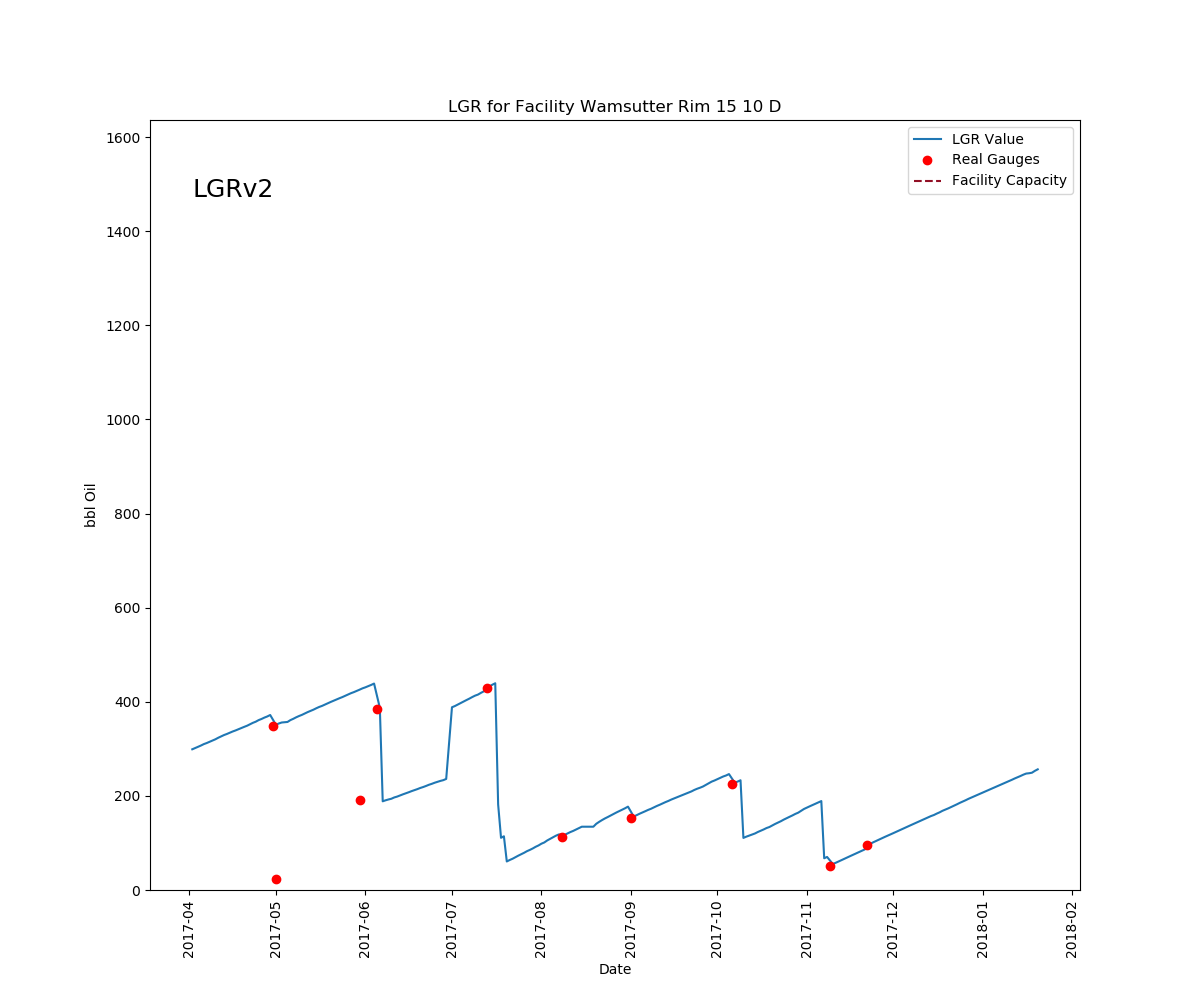 LGR for Facility Wamsutter Rim 15 10 D
LGR Value
Real Gauges
Facility Capacity
LGRv2
1600
1400
1200
1000
800
600
400
200
0
bbl Oil
2017-04
2017-05
2017-06
2017-07
2017-08
2017-09
2017-10
2017-11
2017-12
2018-01
2018-02
Date